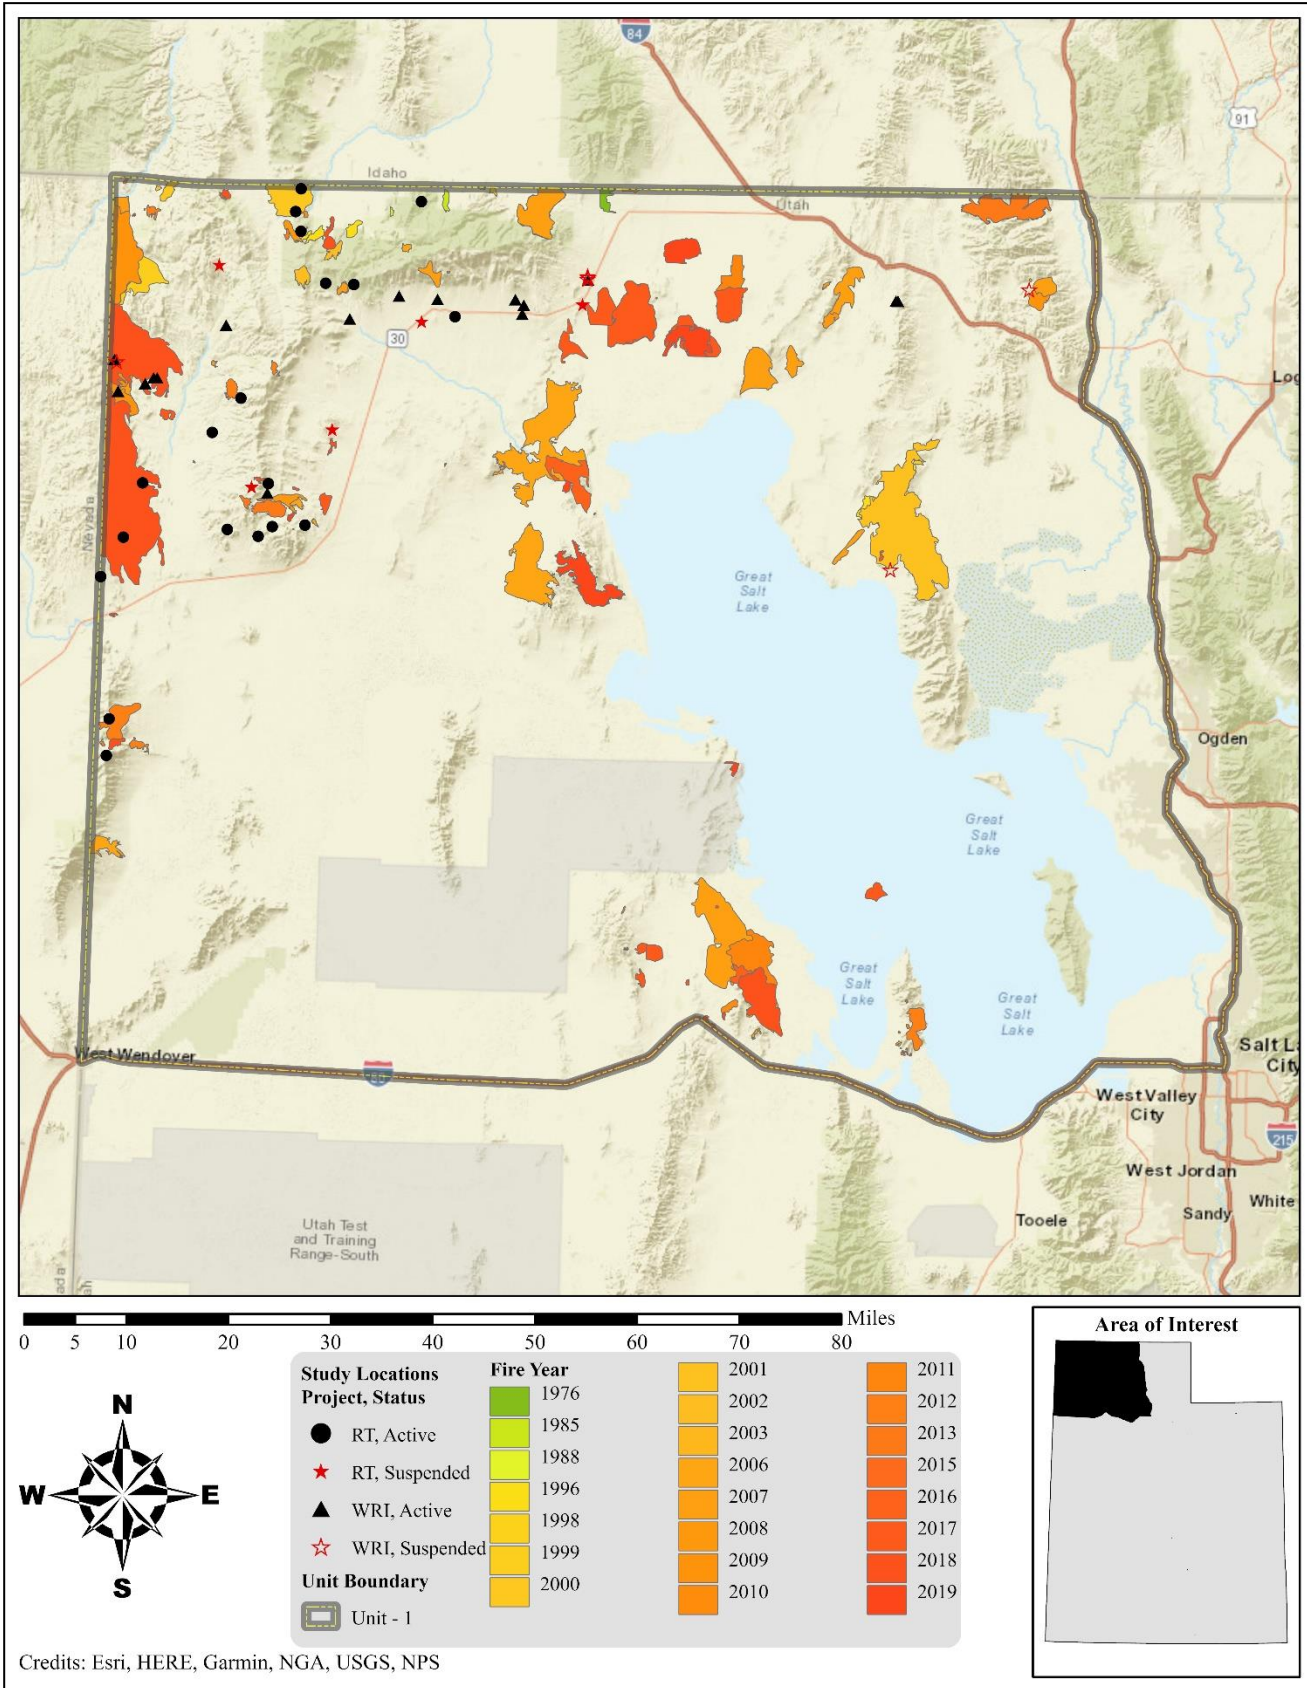 84
91
Idaho
Utah
30
Log
Nevada
Great
Salt
Lake
Ogden
Great
Salt
Lake
Great
Salt
Lake
Great
Salt
Lake
West Wendover
80
Salt La
City
West Valley
City
215
West Jordan
White
Sandy
Tooele
Utah Test
and Training
Range-South
ada
ah
Miles
0 5 10 20 30 40 50 60 70 80
Area of Interest
Study Locations
Project, Status
RT, Active
RT, Suspended
WRI, Active
WRI, Suspended
Unit Boundary
Unit - 1
Fire Year
1976
1985
1988
1996
1998
1999
2000
2001
2002
2003
2006
2007
2008
2009
2010
2011
2012
2013
2015
2016
2017
2018
2019
N
W E
S
Credits: Esri, HERE, Garmin, NGA, USGS, NPS